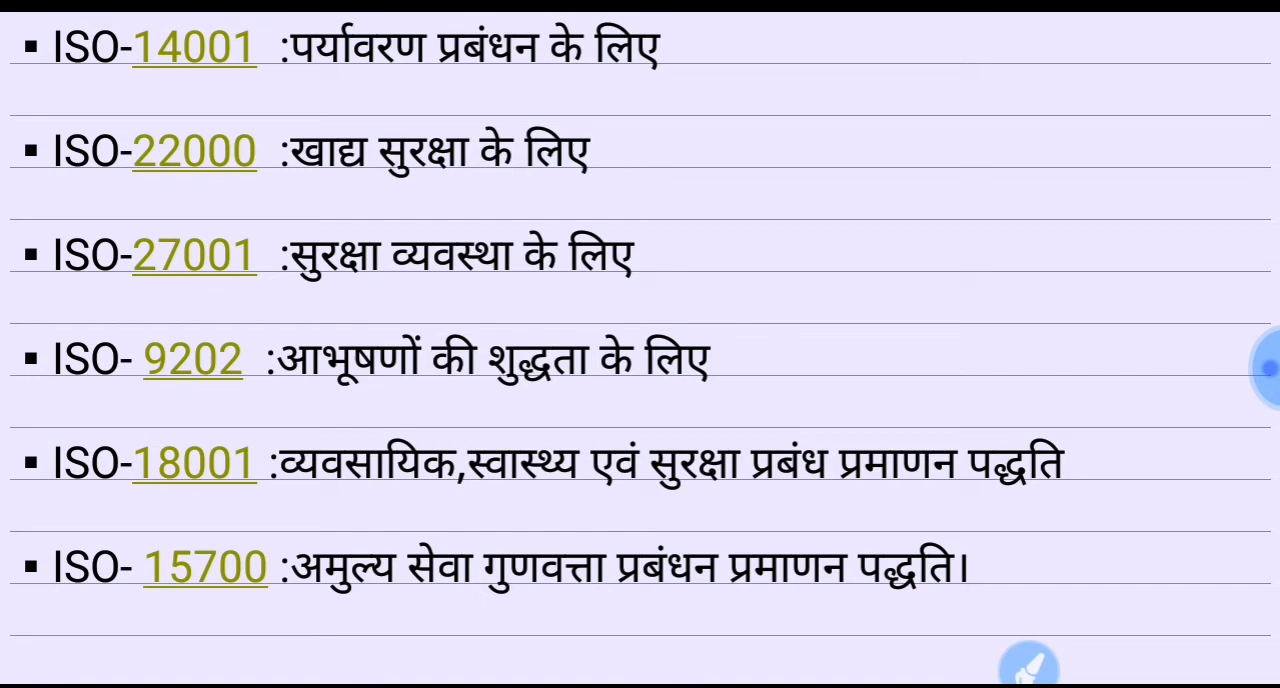 ▪ ISO-14001 :पर्यावरण प्रबंधन के लिए
▪ ISO-22000 :खाद्य सुरक्षा के लिए
▪ ISO-27001 :सुरक्षा व्यवस्था के लिए
▪ ISO- 9202 :आभूषणों की शुद्धता के लिए
▪ ISO-18001 :व्यवसायिक,स्वास्थ्य एवं सुरक्षा प्रबंध प्रमाणन पद्धति
▪ ISO- 15700 :अमुल्य सेवा गुणवत्ता प्रबंधन प्रमाणन पद्धति।